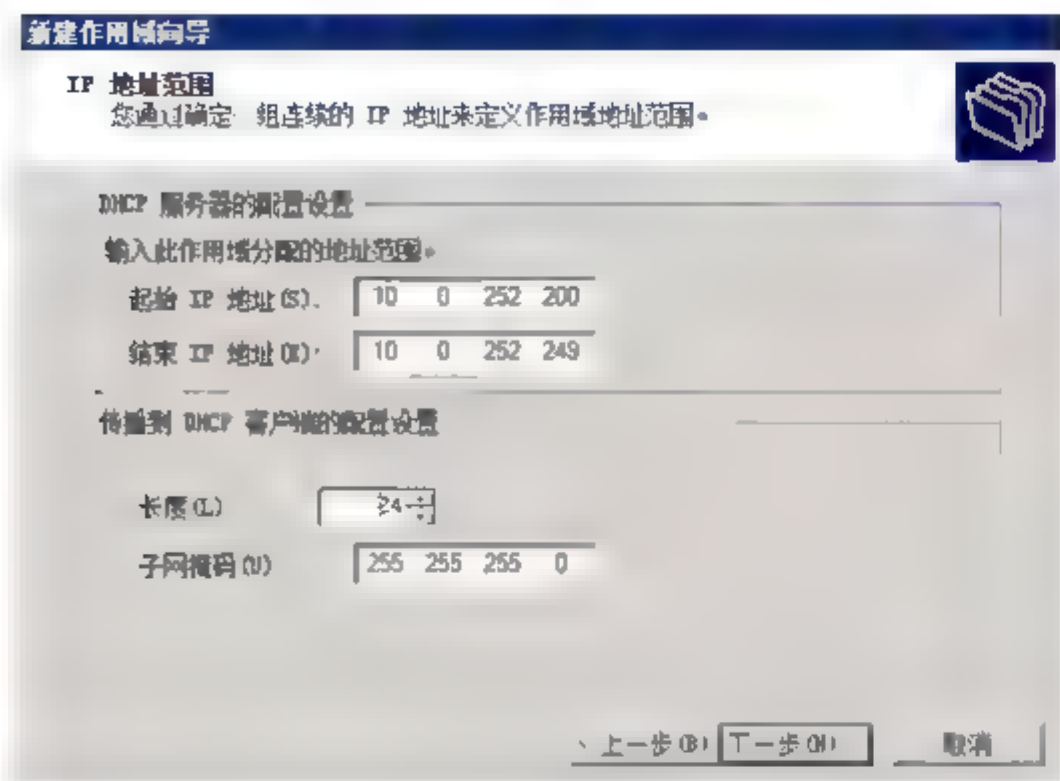 新建作用域向导
IP 地址范围
您通过确定 组连续的 IP 地址来定义作用域地址范围。
DHCP 服务器的配置设置
输入此作用域分配的地址范围。
起始 IP 地址(S):
10 0 252 200
结束 IP 地址(E):
10 0 252 249
传播到 DHCP 客户端的配置设置
长度(L)
24
子网掩码(U)
255 255 255 0
上一步(B) 下一步(N) 取消